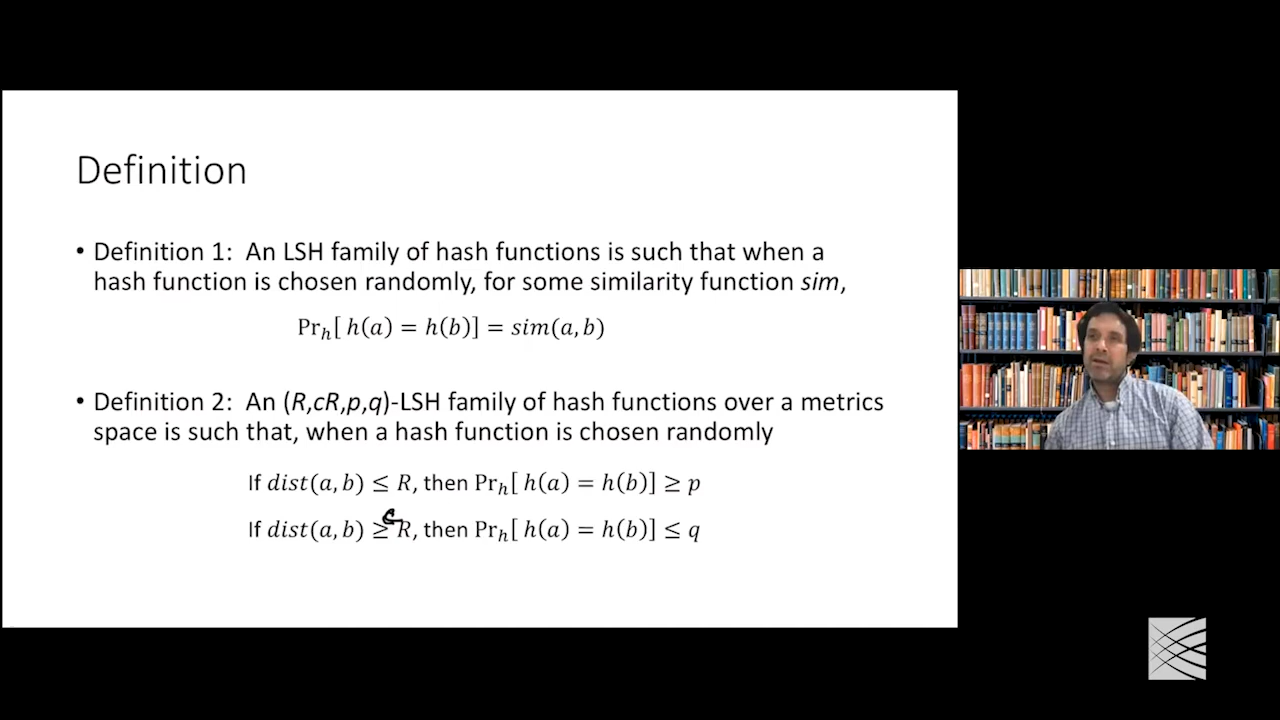 Definition
• Definition 1: An LSH family of hash functions is such that when a
hash function is chosen randomly, for some similarity function sim,
Prₕ[ h(a) = h(b)] = sim(a, b)
• Definition 2: An (R,cR,p,q)-LSH family of hash functions over a metrics
space is such that, when a hash function is chosen randomly
If dist(a, b) ≤ R, then Prₕ[ h(a) = h(b)] ≥ p
If dist(a, b) ≥ cR, then Prₕ[ h(a) = h(b)] ≤ q